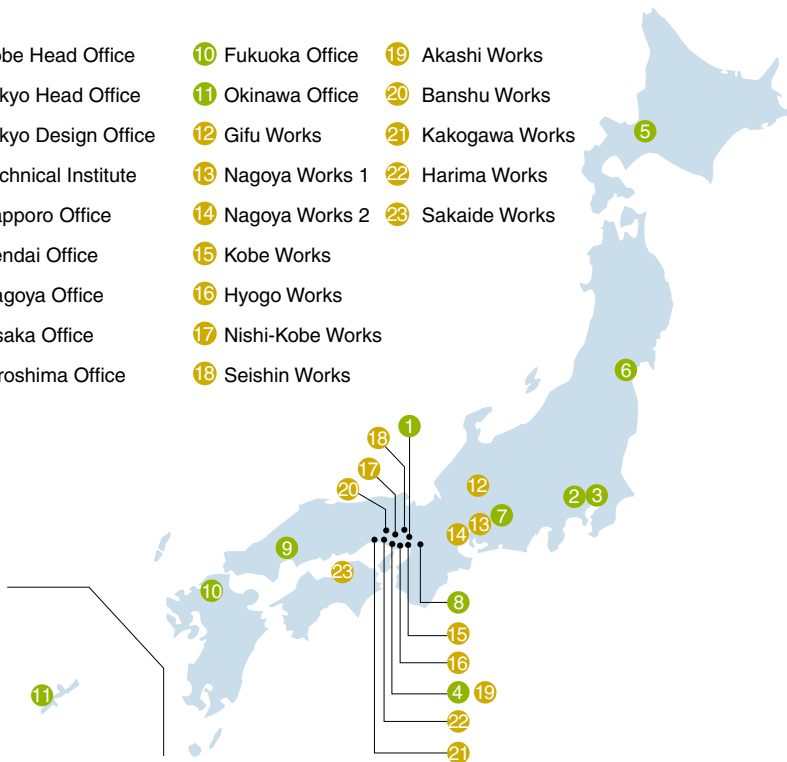 obe Head Office
kyo Head Office
kyo Design Office
chnical Institute
apporo Office
endai Office
agoya Office
saka Office
roshima Office
10 Fukuoka Office
11 Okinawa Office
12 Gifu Works
13 Nagoya Works 1
14 Nagoya Works 2
15 Kobe Works
16 Hyogo Works
17 Nishi-Kobe Works
18 Seishin Works
19 Akashi Works
20 Banshu Works
21 Kakogawa Works
22 Harima Works
23 Sakaide Works
5
6
1
18
17
20
12
2 3
7
13
14
9
23
10
8
15
16
4 19
11
22
21